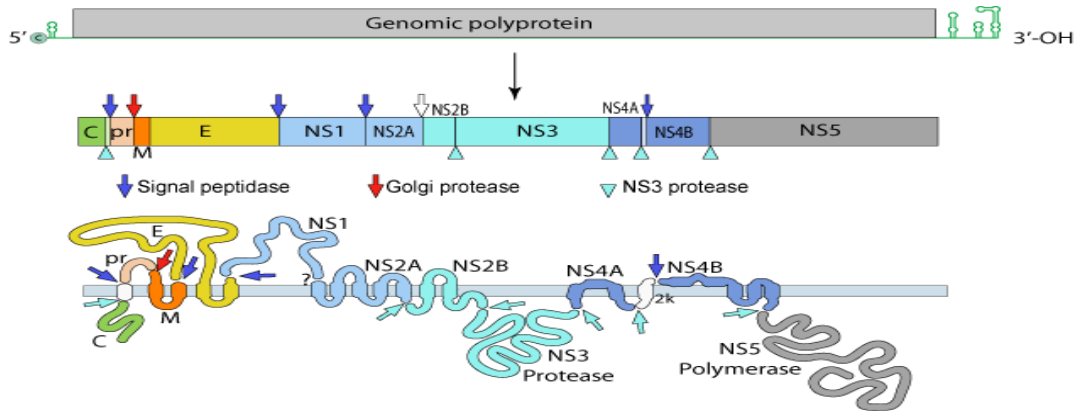 Genomic polyprotein
5′ C 3′-OH
C pr M E NS1 NS2A NS2B NS3 NS4A NS4B NS5
Signal peptidase Golgi protease NS3 protease
E NS1
pr ? NS2A NS2B NS4A NS4B
M 2k
C NS3 NS5
Protease Polymerase